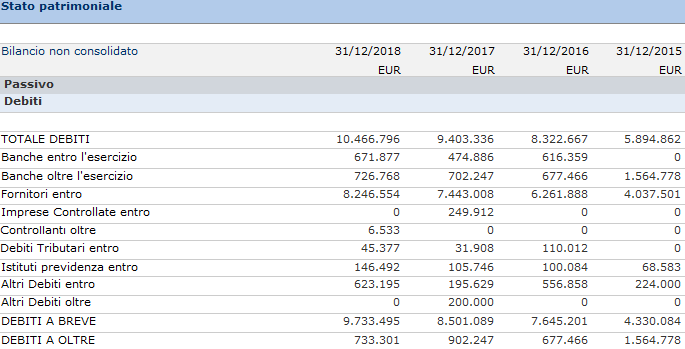 Stato patrimoniale
Bilancio non consolidato 31/12/2018 31/12/2017 31/12/2016 31/12/2015
EUR EUR EUR EUR
Passivo
Debiti
TOTALE DEBITI 10.466.796 9.403.336 8.322.667 5.894.862
Banche entro l'esercizio 671.877 474.886 616.359 0
Banche oltre l'esercizio 726.768 702.247 677.466 1.564.778
Fornitori entro 8.246.554 7.443.008 6.261.888 4.037.501
Imprese Controllate entro 0 249.912 0 0
Controllanti oltre 6.533 0 0 0
Debiti Tributari entro 45.377 31.908 110.012 0
Istituti previdenza entro 146.492 105.746 100.084 68.583
Altri Debiti entro 623.195 195.629 556.858 224.000
Altri Debiti oltre 0 200.000 0 0
DEBITI A BREVE 9.733.495 8.501.089 7.645.201 4.330.084
DEBITI A OLTRE 733.301 902.247 677.466 1.564.778